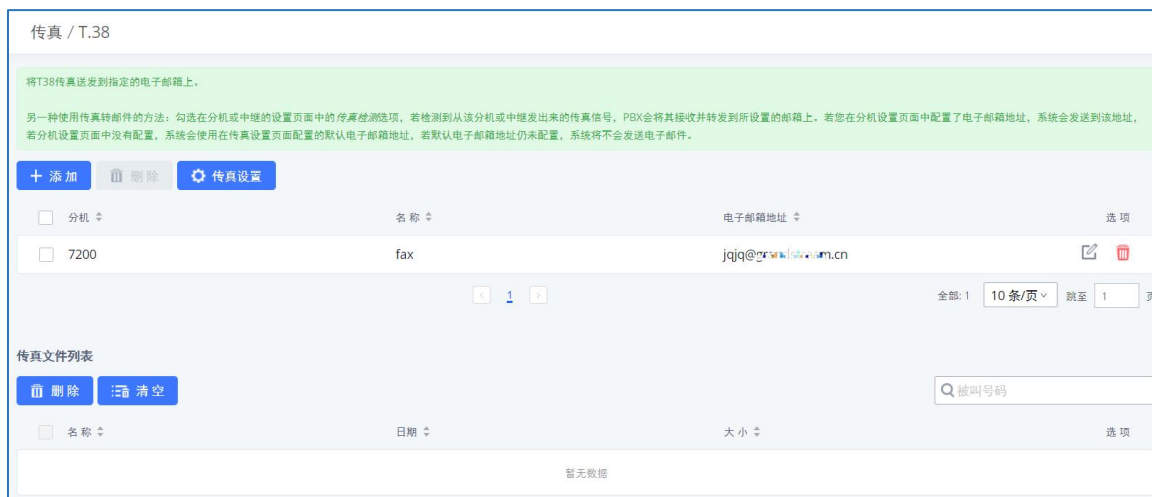 传真 / T.38
将T38传真送发到指定的电子邮箱上。
另一种使用传真转邮件的方法：勾选在分机或中继的设置页面中的传真检测选项，若检测到从该分机或中继发出来的传真信号，PBX会将其接收并转发到所设置的邮箱上。若您在分机设置页面中配置了电子邮箱地址，系统会发送到该地址，
若分机设置页面中没有配置，系统会使用在传真设置页面配置的默认电子邮箱地址，若默认电子邮箱地址仍未配置，系统将不会发送电子邮件。
添加 删除 传真设置
分机 名称 电子邮箱地址 选项
7200 fax jqjq@ m.cn
1 全部: 1 10 条/页 跳至 1
传真文件列表
删除 清空 被叫号码
名称 日期 大小 选项
暂无数据